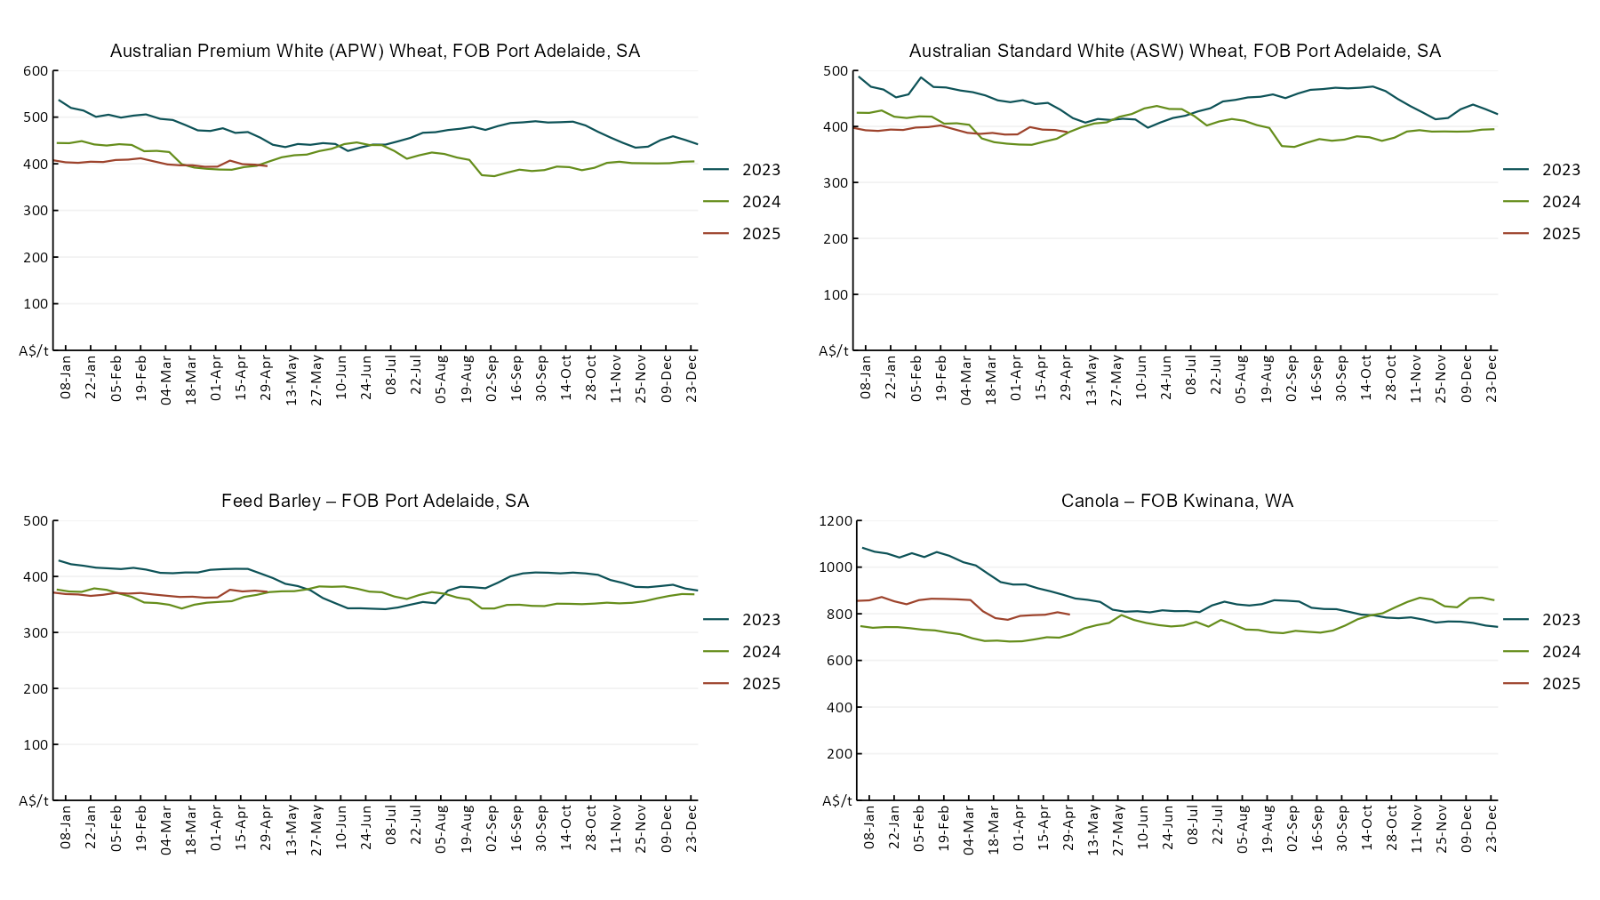 Australian Premium White (APW) Wheat, FOB Port Adelaide, SA
600
500
400
300
200
100
A$/t
08-Jan 22-Jan 05-Feb 19-Feb 04-Mar 18-Mar 01-Apr 15-Apr 29-Apr 13-May 27-May 10-Jun 24-Jun 08-Jul 22-Jul 05-Aug 19-Aug 02-Sep 16-Sep 30-Sep 14-Oct 28-Oct 11-Nov 25-Nov 09-Dec 23-Dec
2023
2024
2025
Australian Standard White (ASW) Wheat, FOB Port Adelaide, SA
500
400
300
200
100
A$/t
08-Jan 22-Jan 05-Feb 19-Feb 04-Mar 18-Mar 01-Apr 15-Apr 29-Apr 13-May 27-May 10-Jun 24-Jun 08-Jul 22-Jul 05-Aug 19-Aug 02-Sep 16-Sep 30-Sep 14-Oct 28-Oct 11-Nov 25-Nov 09-Dec 23-Dec
2023
2024
2025
Feed Barley – FOB Port Adelaide, SA
500
400
300
200
100
A$/t
08-Jan 22-Jan 05-Feb 19-Feb 04-Mar 18-Mar 01-Apr 15-Apr 29-Apr 13-May 27-May 10-Jun 24-Jun 08-Jul 22-Jul 05-Aug 19-Aug 02-Sep 16-Sep 30-Sep 14-Oct 28-Oct 11-Nov 25-Nov 09-Dec 23-Dec
2023
2024
2025
Canola – FOB Kwinana, WA
1200
1000
800
600
400
200
A$/t
08-Jan 22-Jan 05-Feb 19-Feb 04-Mar 18-Mar 01-Apr 15-Apr 29-Apr 13-May 27-May 10-Jun 24-Jun 08-Jul 22-Jul 05-Aug 19-Aug 02-Sep 16-Sep 30-Sep 14-Oct 28-Oct 11-Nov 25-Nov 09-Dec 23-Dec
2023
2024
2025